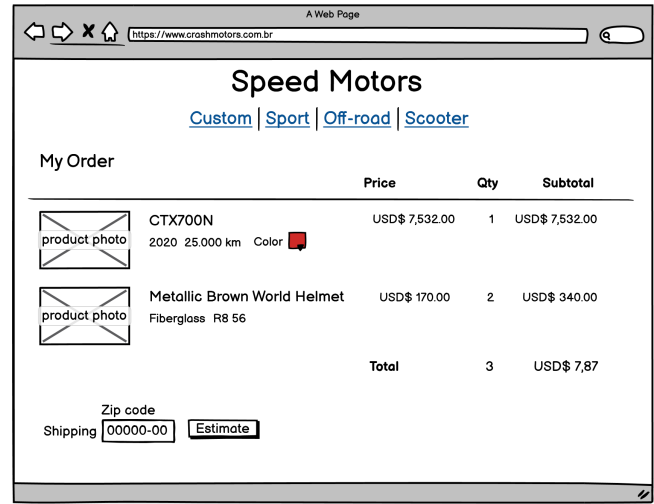 A Web Page
https://www.crashmotors.com.br
Speed Motors
Custom | Sport | Off-road | Scooter
My Order
Price Qty Subtotal
product photo CTX700N USD$ 7,532.00 1 USD$ 7,532.00
2020 25.000 km Color
product photo Metallic Brown World Helmet USD$ 170.00 2 USD$ 340.00
Fiberglass R8 56
Total 3 USD$ 7,87
Zip code
Shipping 00000-00 Estimate